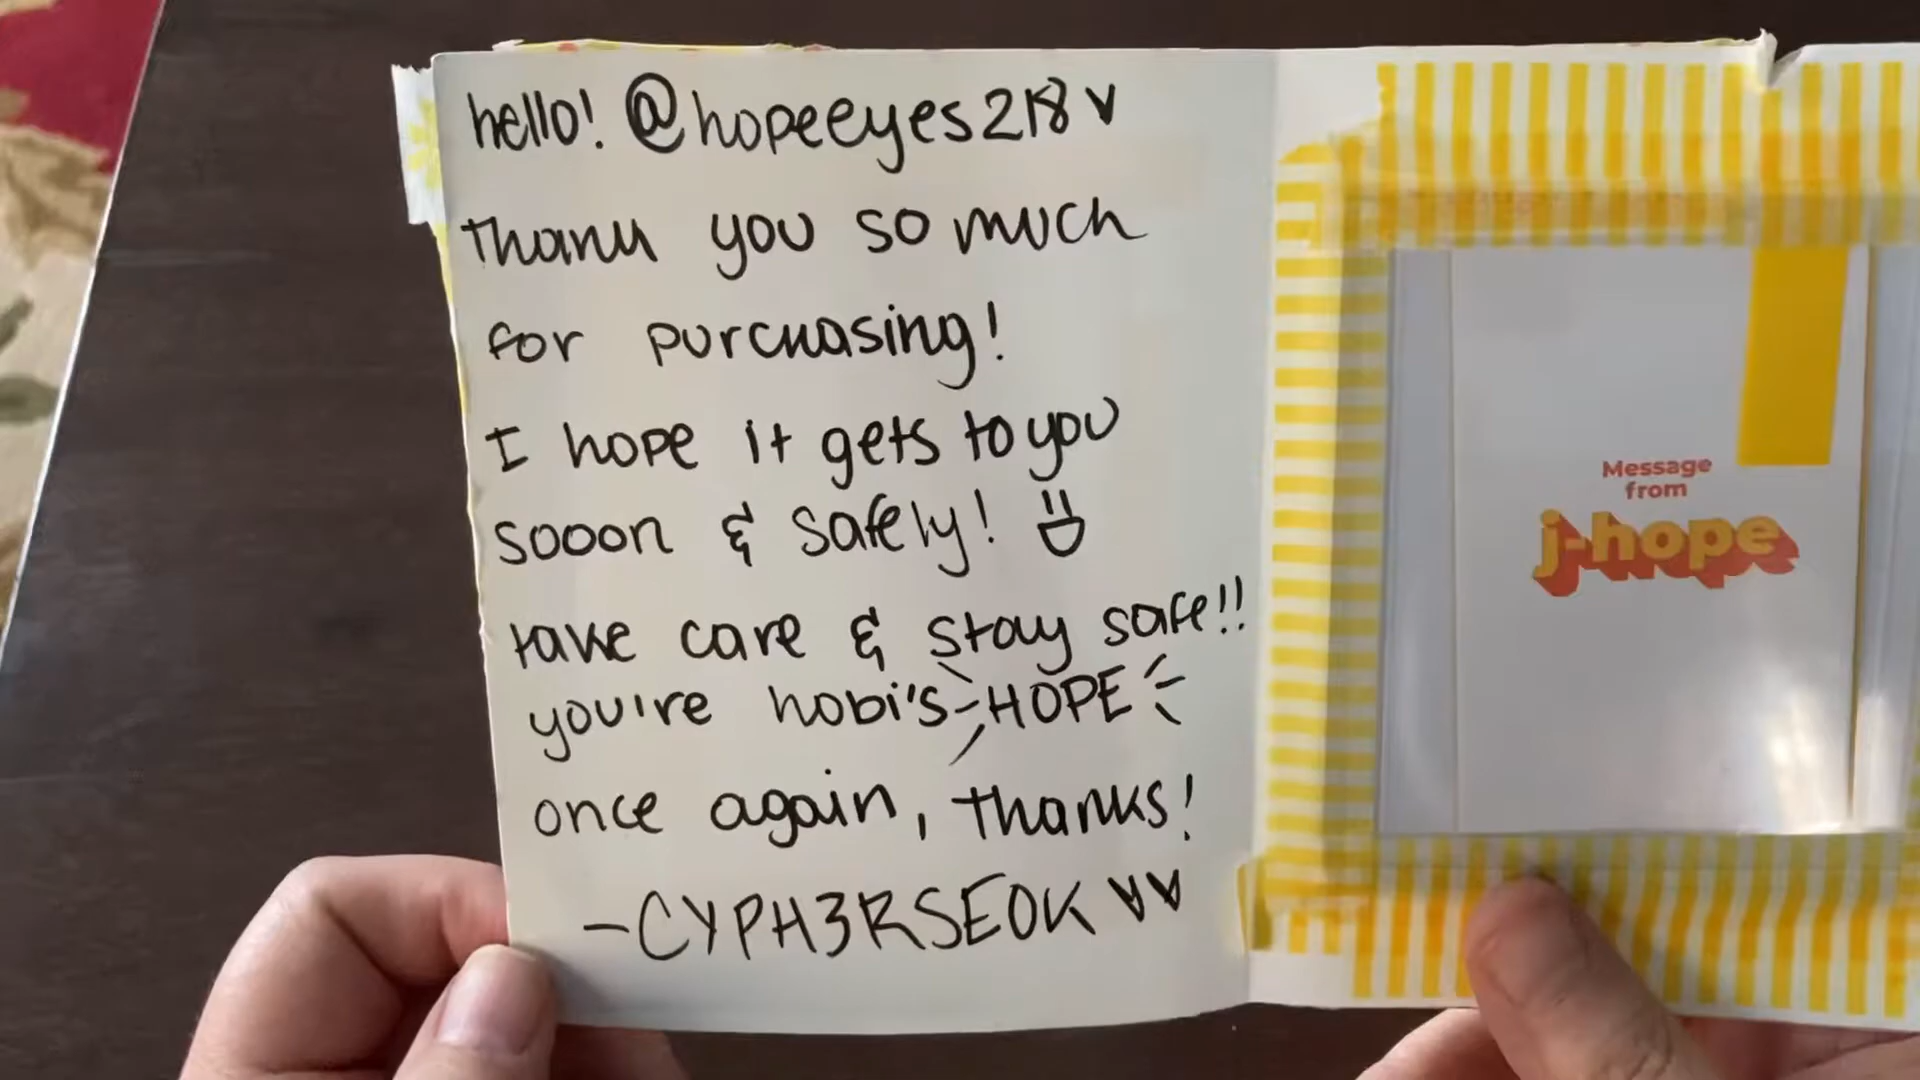 hello! @hopeeyes218
thank you so much
for purchasing!
I hope it gets to you
sooon & safely!
take care & stay safe!!
you're hobi's HOPE
once again, thanks!
-CYPH3RSEOK
Message
from
j-hope